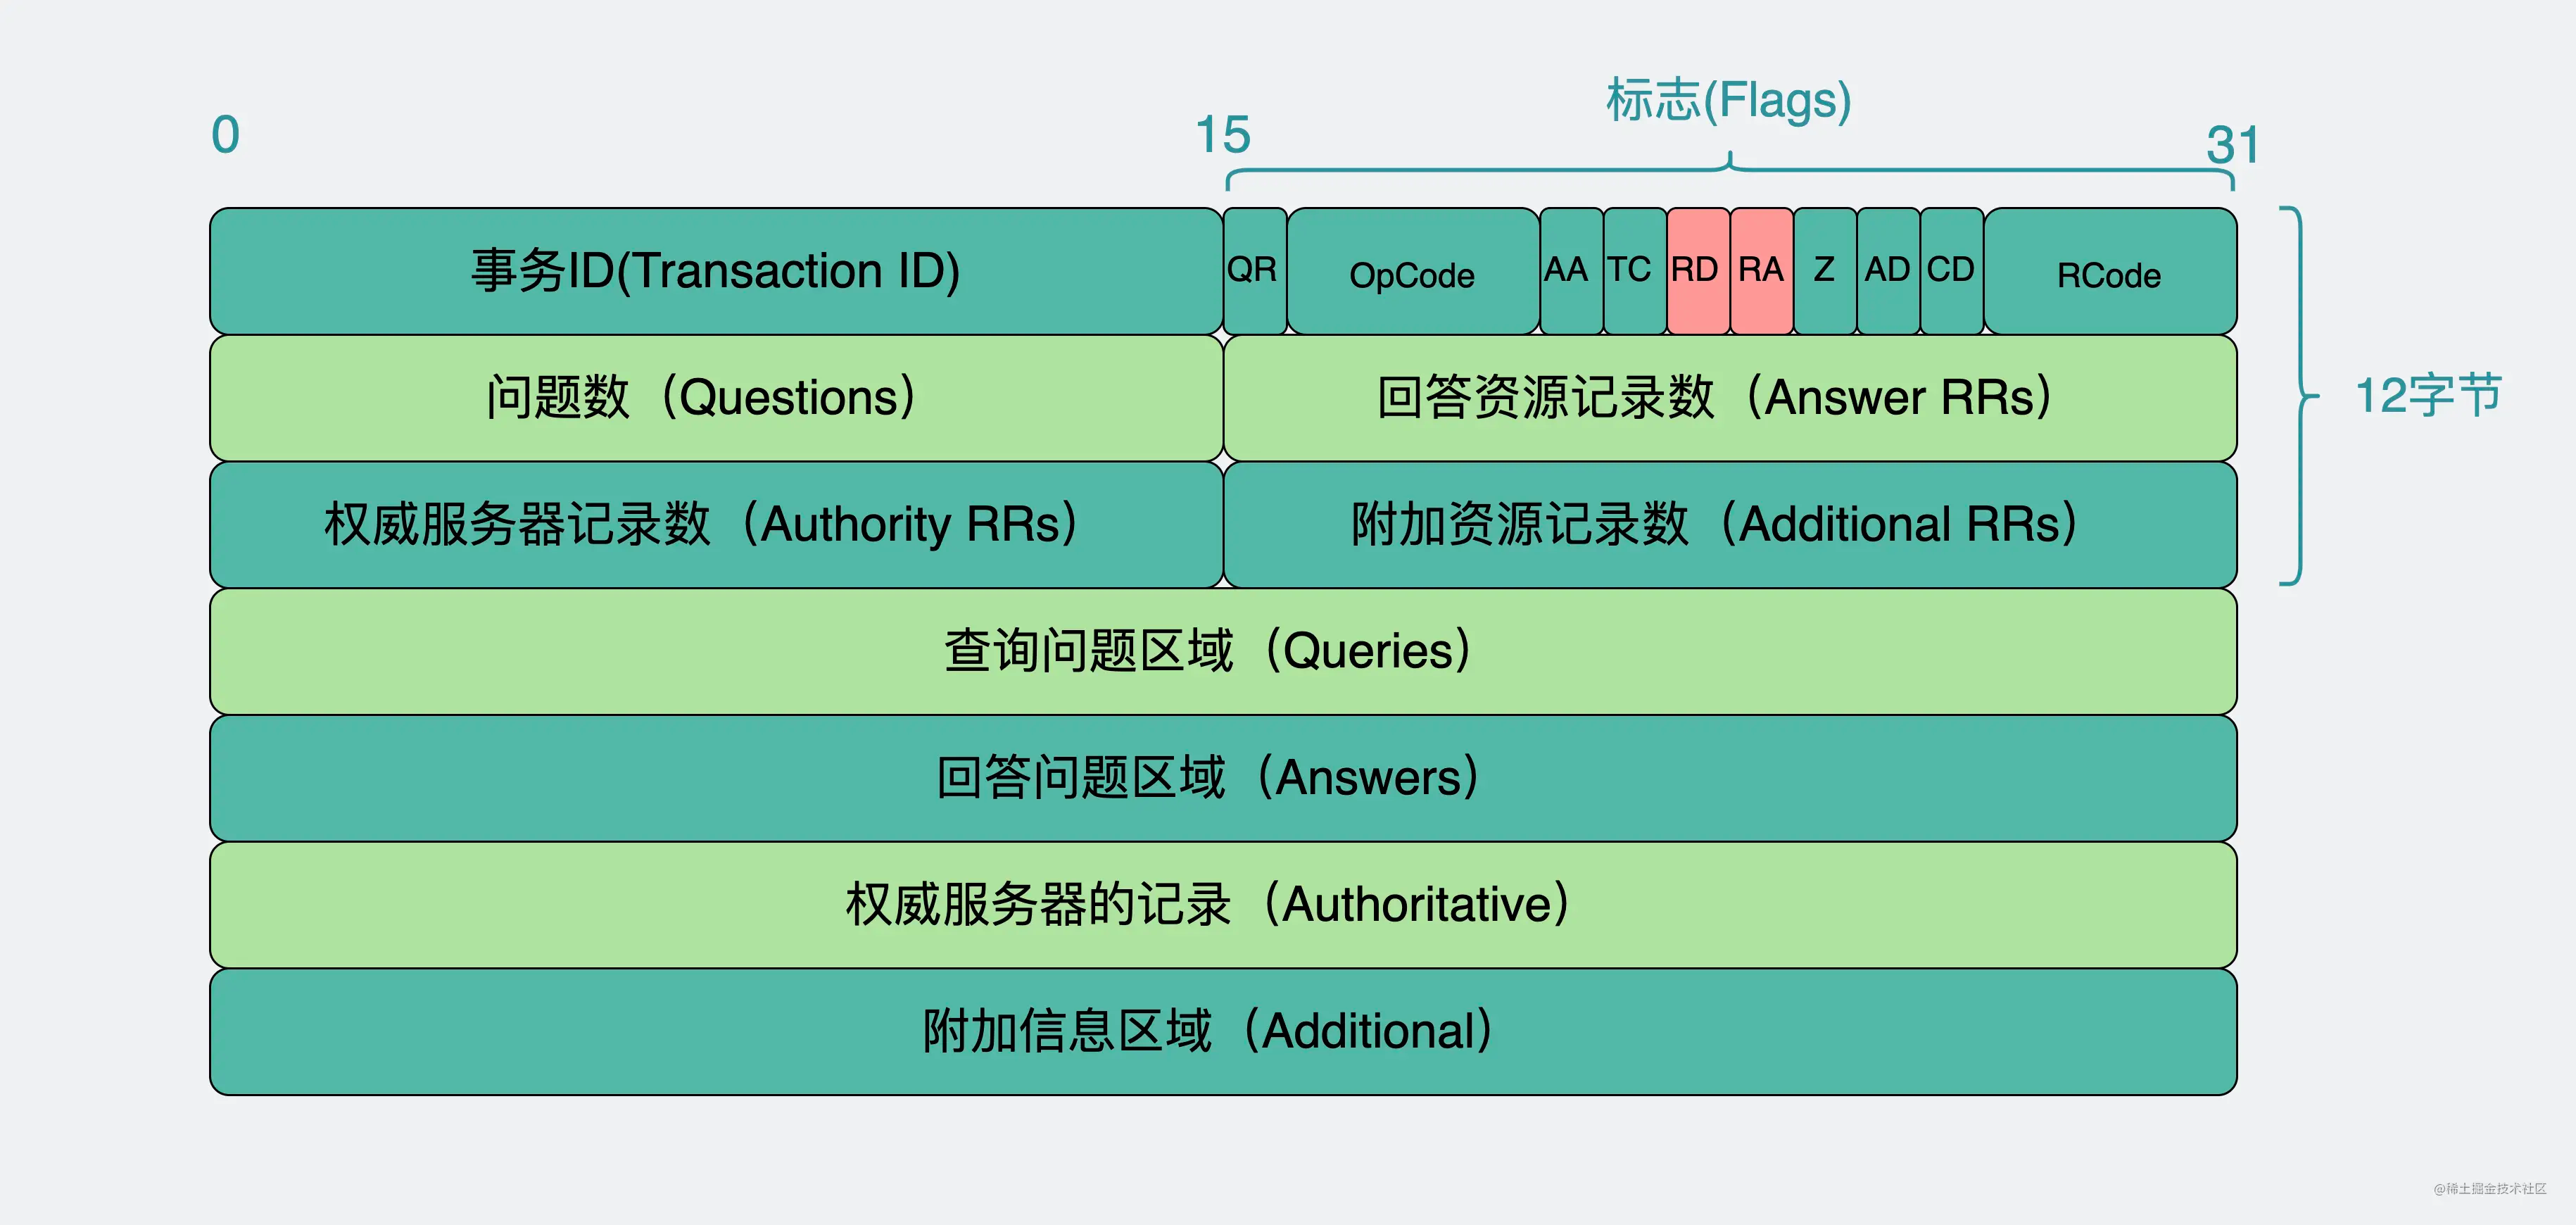 标志(Flags)
0
15
31
事务ID(Transaction ID)
QR
OpCode
AA
TC
RD
RA
Z
AD
CD
RCode
问题数（Questions）
回答资源记录数（Answer RRs）
12字节
权威服务器记录数（Authority RRs）
附加资源记录数（Additional RRs）
查询问题区域（Queries）
回答问题区域（Answers）
权威服务器的记录（Authoritative）
附加信息区域（Additional）
@稀土掘金技术社区